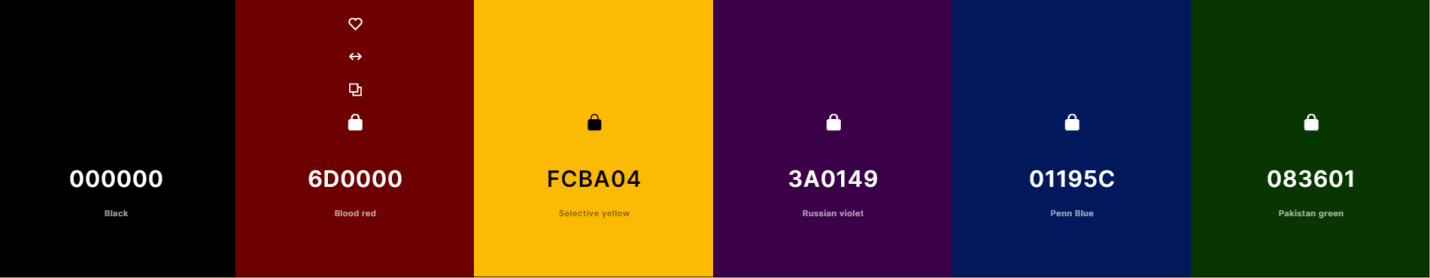 000000
Black
6D0000
Blood red
FCBA04
Selective yellow
3A0149
Russian violet
01195C
Penn Blue
083601
Pakistan green